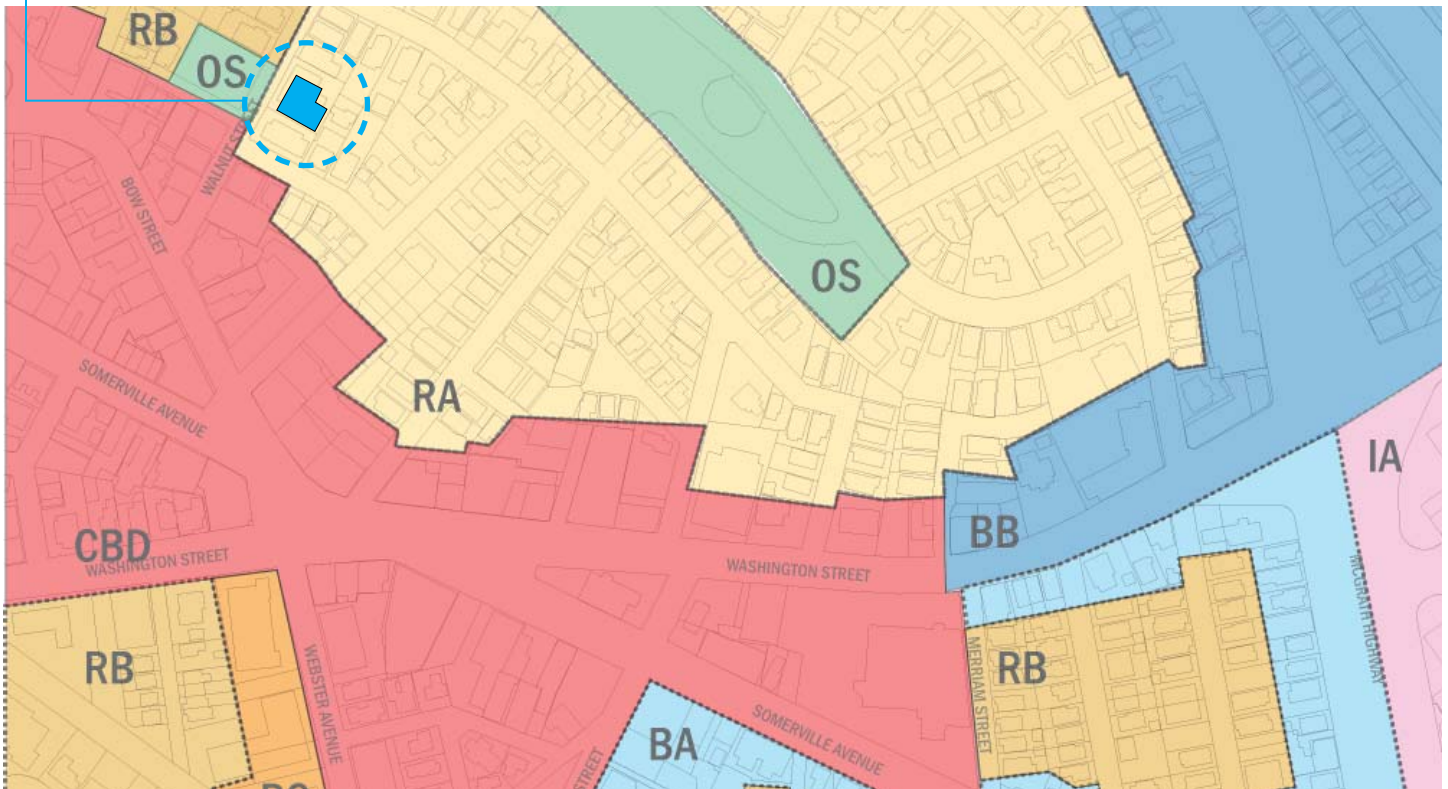 RB
OS
WALNUT
BOW STREET
OS
SOMERVILLE AVENUE
RA
IA
CBD
WASHINGTON STREET
WASHINGTON STREET
BB
MCGRATH HIGHWAY
RB
WEBSTER AVENUE
MERRIAM STREET
RB
SOMERVILLE AVENUE
BA
STREET